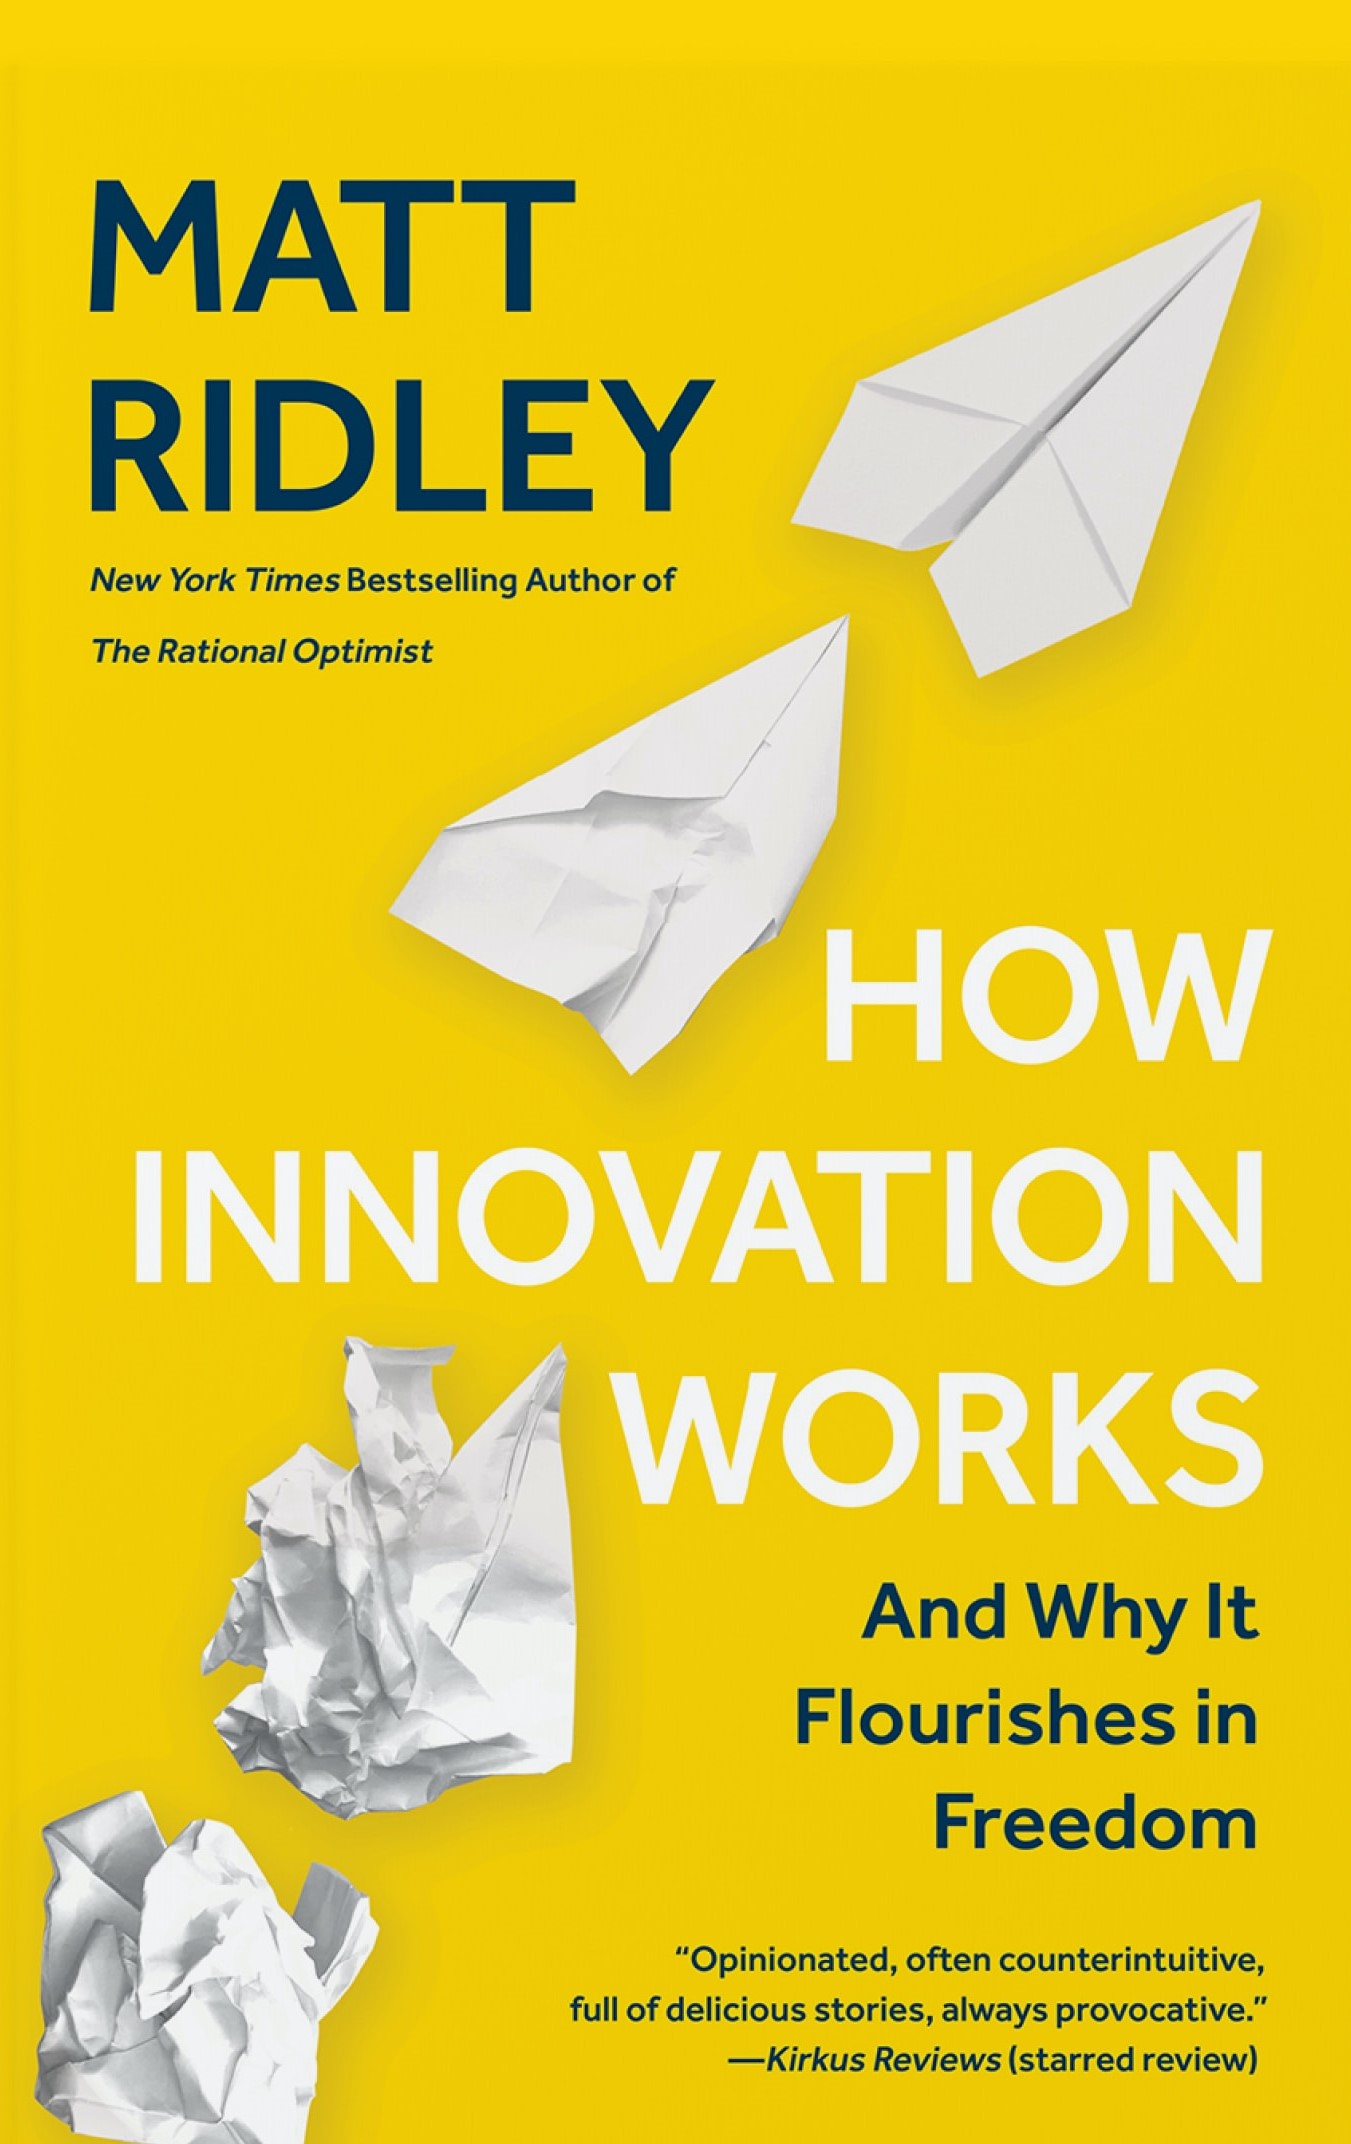 MATT
RIDLEY
New York Times Bestselling Author of
The Rational Optimist
HOW
INNOVATION
WORKS
And Why It
Flourishes in
Freedom
“Opinionated, often counterintuitive,
full of delicious stories, always provocative.”
—Kirkus Reviews (starred review)